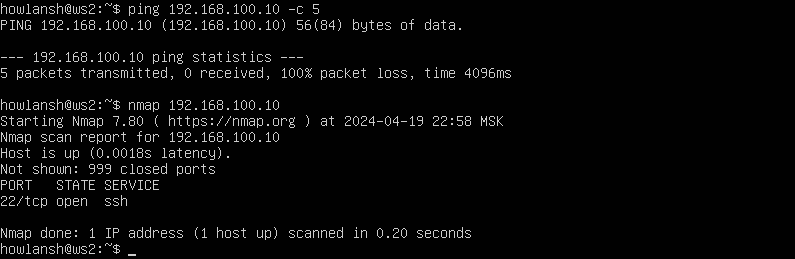 howlansh@ws2:~$ ping 192.168.100.10 -c 5
PING 192.168.100.10 (192.168.100.10) 56(84) bytes of data.
--- 192.168.100.10 ping statistics ---
5 packets transmitted, 0 received, 100% packet loss, time 4096ms
howlansh@ws2:~$ nmap 192.168.100.10
Starting Nmap 7.80 ( https://nmap.org ) at 2024-04-19 22:58 MSK
Nmap scan report for 192.168.100.10
Host is up (0.0018s latency).
Not shown: 999 closed ports
PORT   STATE SERVICE
22/tcp open  ssh
Nmap done: 1 IP address (1 host up) scanned in 0.20 seconds
howlansh@ws2:~$ _